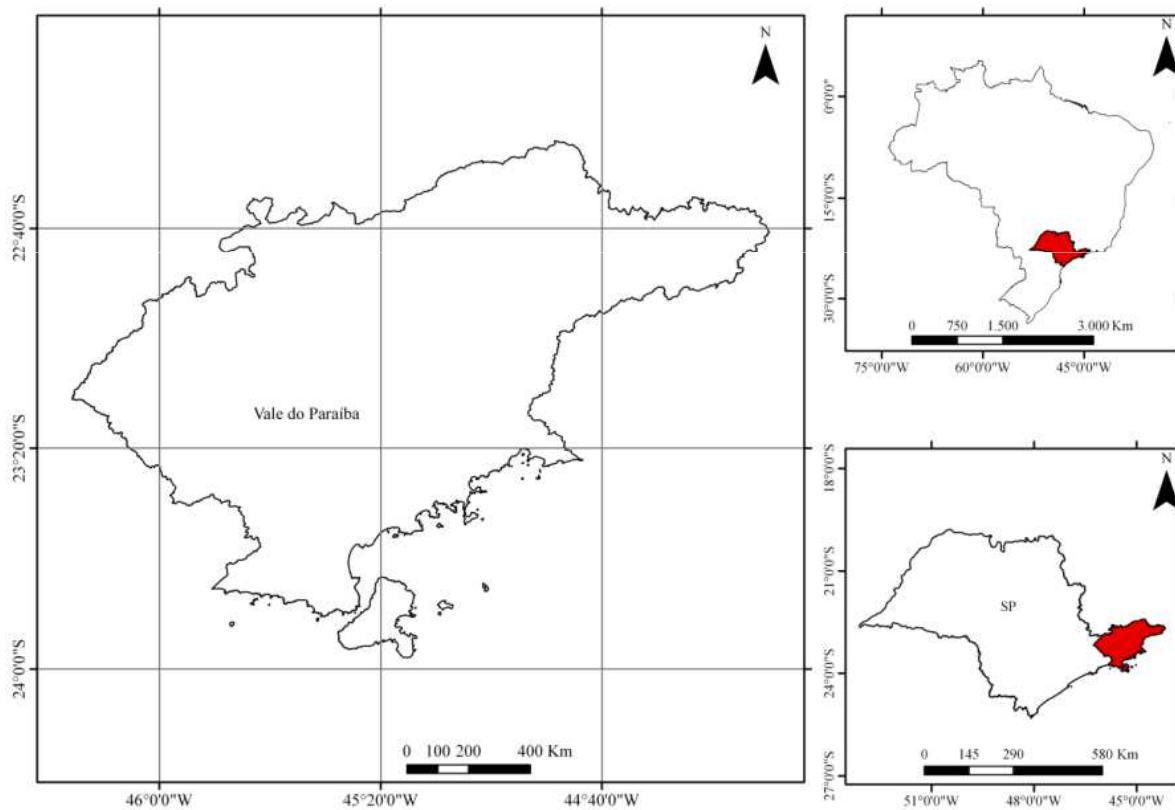 N
22°40'0"S
Vale do Paraíba
23°20'0"S
24°0'0"S
0 100 200 400 Km
46°0'0"W 45°20'0"W 44°40'0"W
N
0°0'0"
15°0'0"S
30°0'0"S
0 750 1.500 3.000 Km
75°0'0"W 60°0'0"W 45°0'0"W
N
18°0'0"S
21°0'0"S
SP
24°0'0"S
27°0'0"S
0 145 290 580 Km
51°0'0"W 48°0'0"W 45°0'0"W